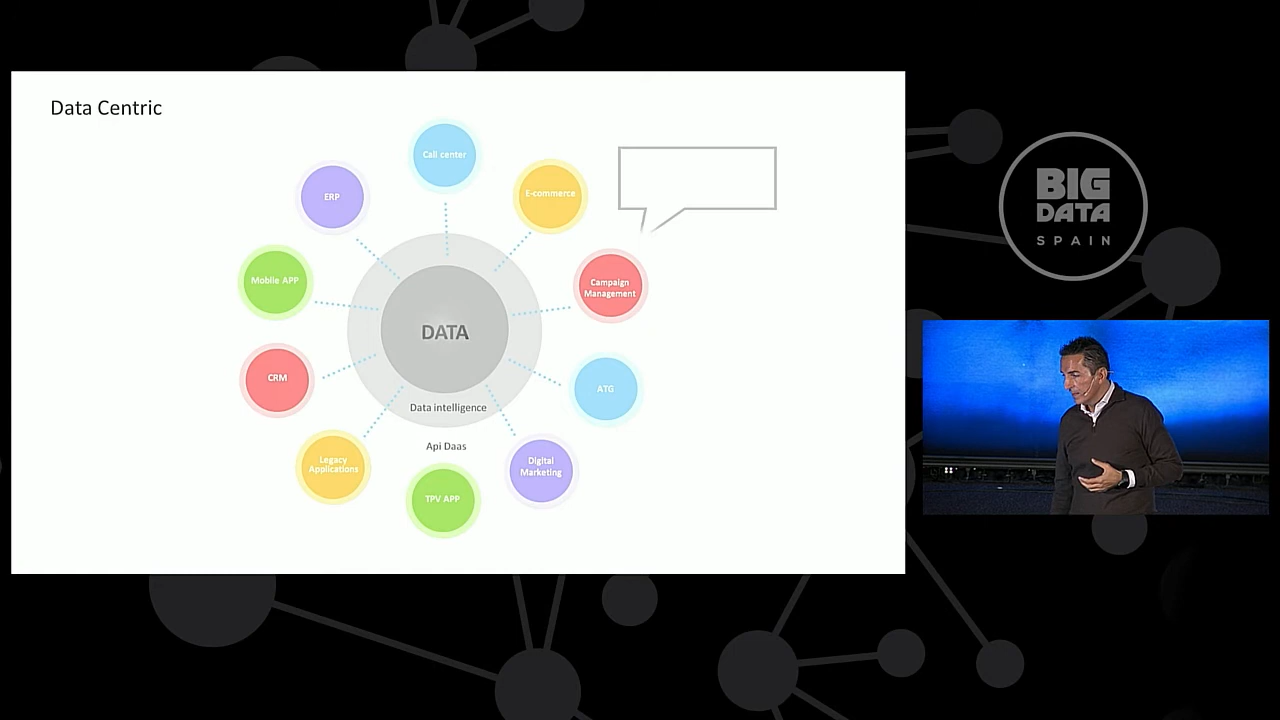 Data Centric
Call center
ERP
E-commerce
Mobile APP
Campaign
Management
DATA
CRM
ATG
Data intelligence
Api Daas
Legacy
Applications
Digital
Marketing
TPV APP
BIG
DATA
SPAIN